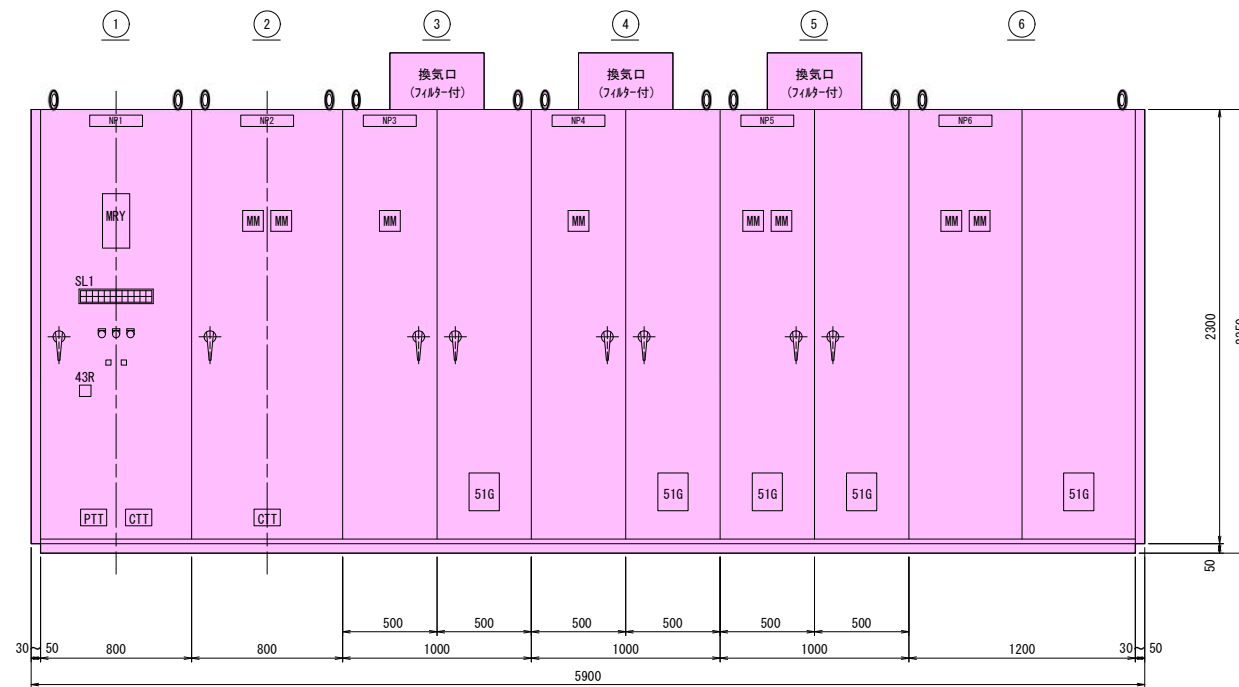 1 2 3 4 5 6
換気口 換気口 換気口
(フィルター付) (フィルター付) (フィルター付)
NP1 NP2 NP3 NP4 NP5 NP6
MRY MM MM MM MM MM MM MM MM
SL1
43R
51G 51G 51G 51G 51G
PTT CTT CTT
2300
50
500 500 500 500 500 500
30~50 800 800 1000 1000 1000 1200 30~50
5900